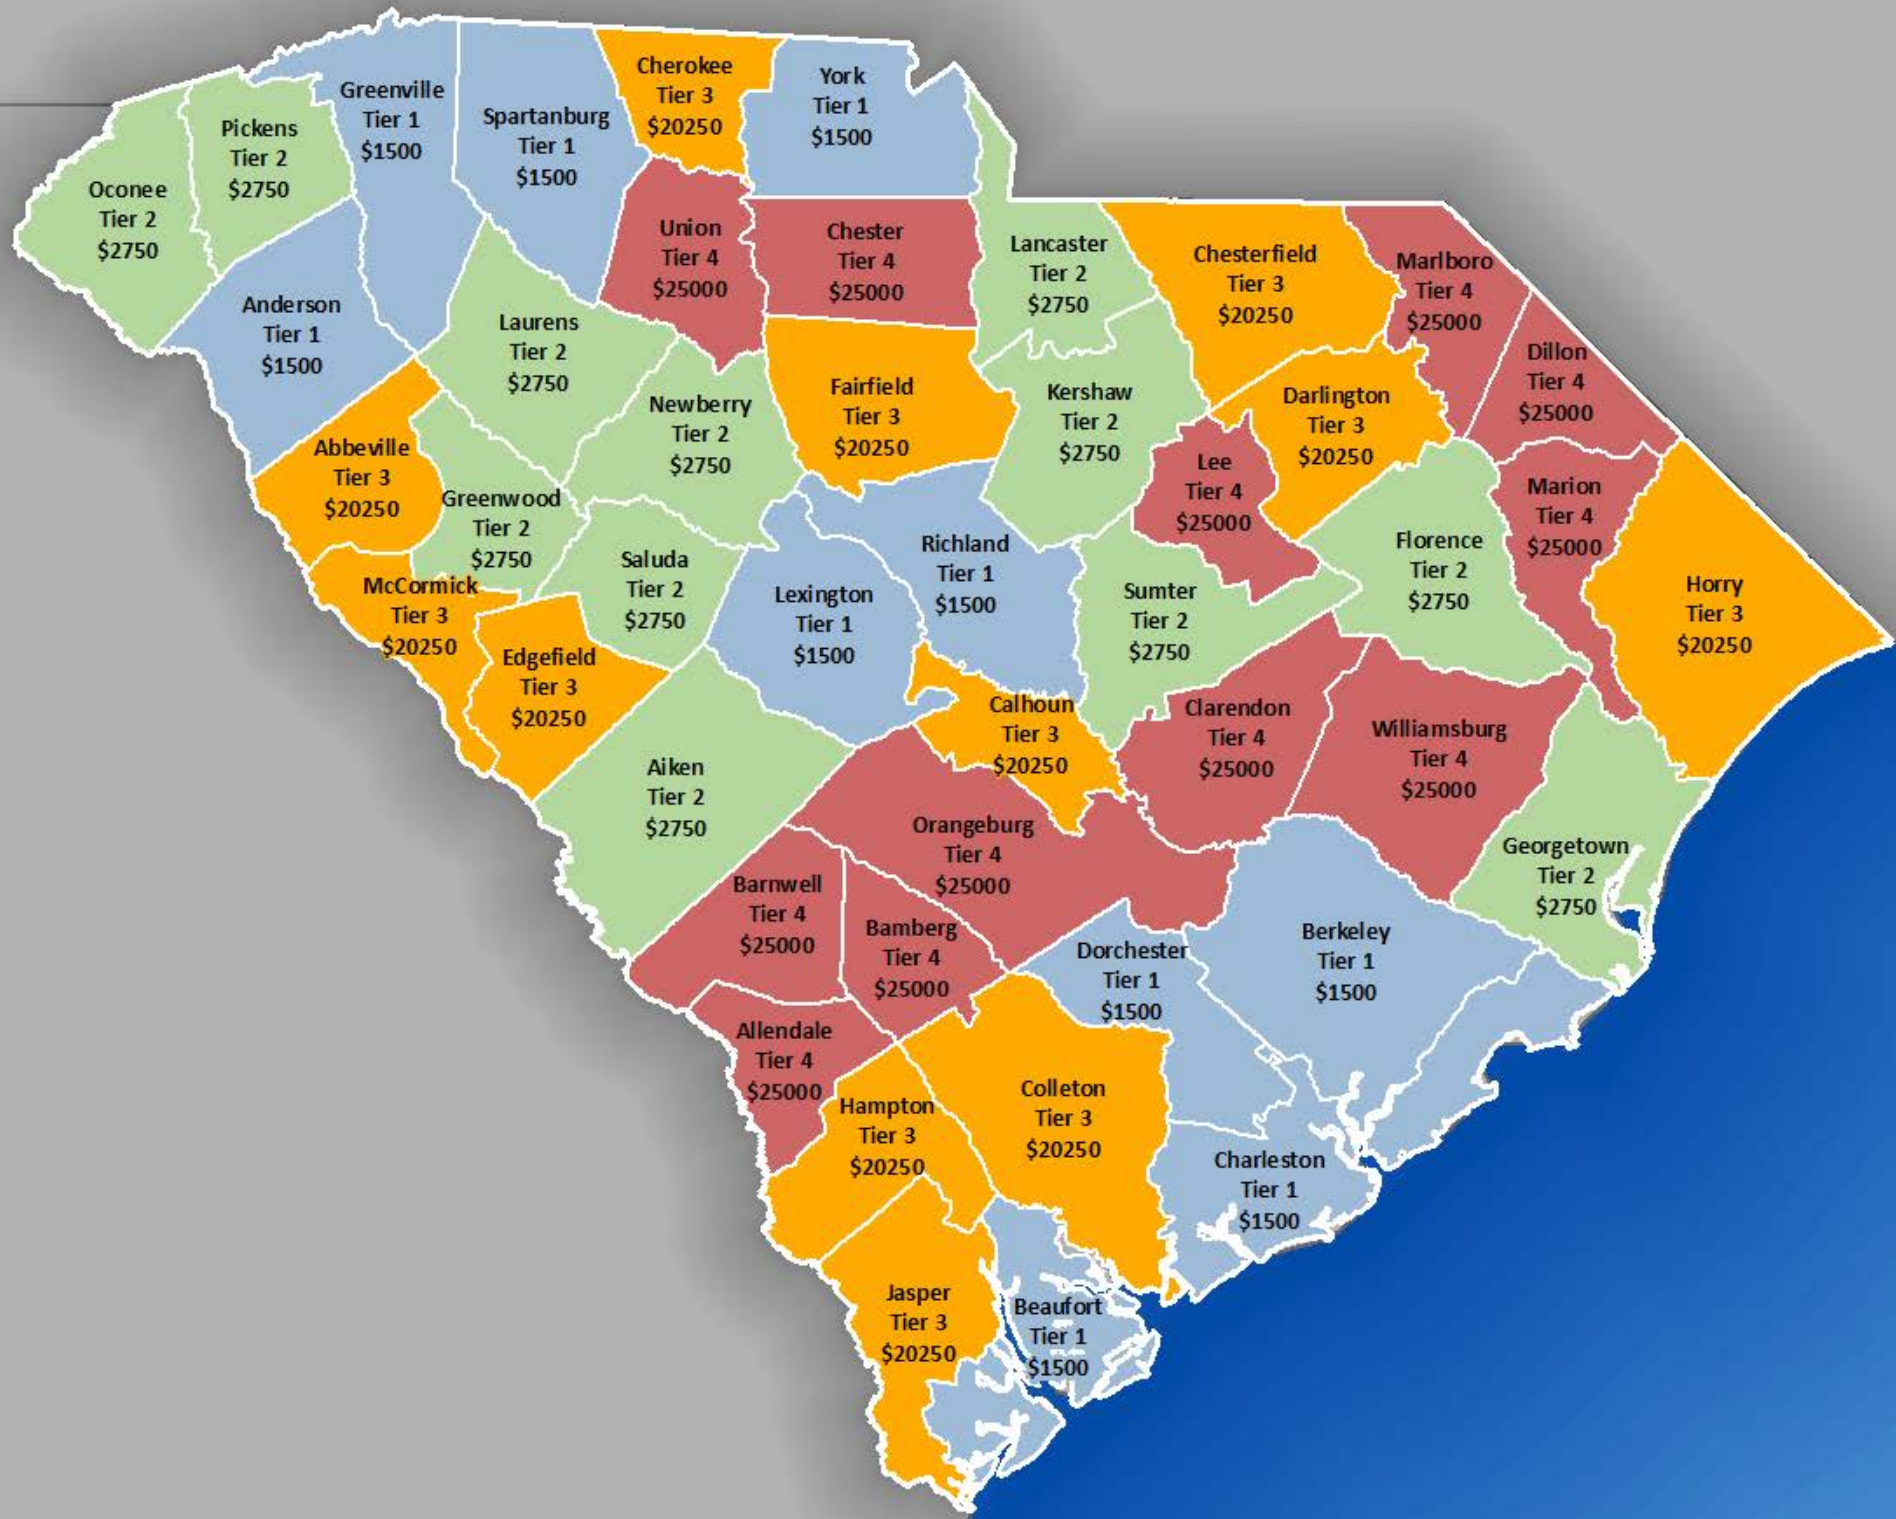 Cherokee
Tier 3
$20250
York
Tier 1
$1500
Greenville
Tier 1
$1500
Spartanburg
Tier 1
$1500
Pickens
Tier 2
$2750
Oconee
Tier 2
$2750
Union
Tier 4
$25000
Chester
Tier 4
$25000
Lancaster
Tier 2
$2750
Chesterfield
Tier 3
$20250
Marlboro
Tier 4
$25000
Anderson
Tier 1
$1500
Laurens
Tier 2
$2750
Dillon
Tier 4
$25000
Newberry
Tier 2
$2750
Fairfield
Tier 3
$20250
Kershaw
Tier 2
$2750
Darlington
Tier 3
$20250
Abbeville
Tier 3
$20250
Lee
Tier 4
$25000
Greenwood
Tier 2
$2750
Marion
Tier 4
$25000
Saluda
Tier 2
$2750
Richland
Tier 1
$1500
Florence
Tier 2
$2750
McCormick
Tier 3
$20250
Lexington
Tier 1
$1500
Sumter
Tier 2
$2750
Horry
Tier 3
$20250
Edgefield
Tier 3
$20250
Calhoun
Tier 3
$20250
Clarendon
Tier 4
$25000
Williamsburg
Tier 4
$25000
Aiken
Tier 2
$2750
Orangeburg
Tier 4
$25000
Georgetown
Tier 2
$2750
Barnwell
Tier 4
$25000
Bamberg
Tier 4
$25000
Dorchester
Tier 1
$1500
Berkeley
Tier 1
$1500
Allendale
Tier 4
$25000
Hampton
Tier 3
$20250
Colleton
Tier 3
$20250
Charleston
Tier 1
$1500
Jasper
Tier 3
$20250
Beaufort
Tier 1
$1500